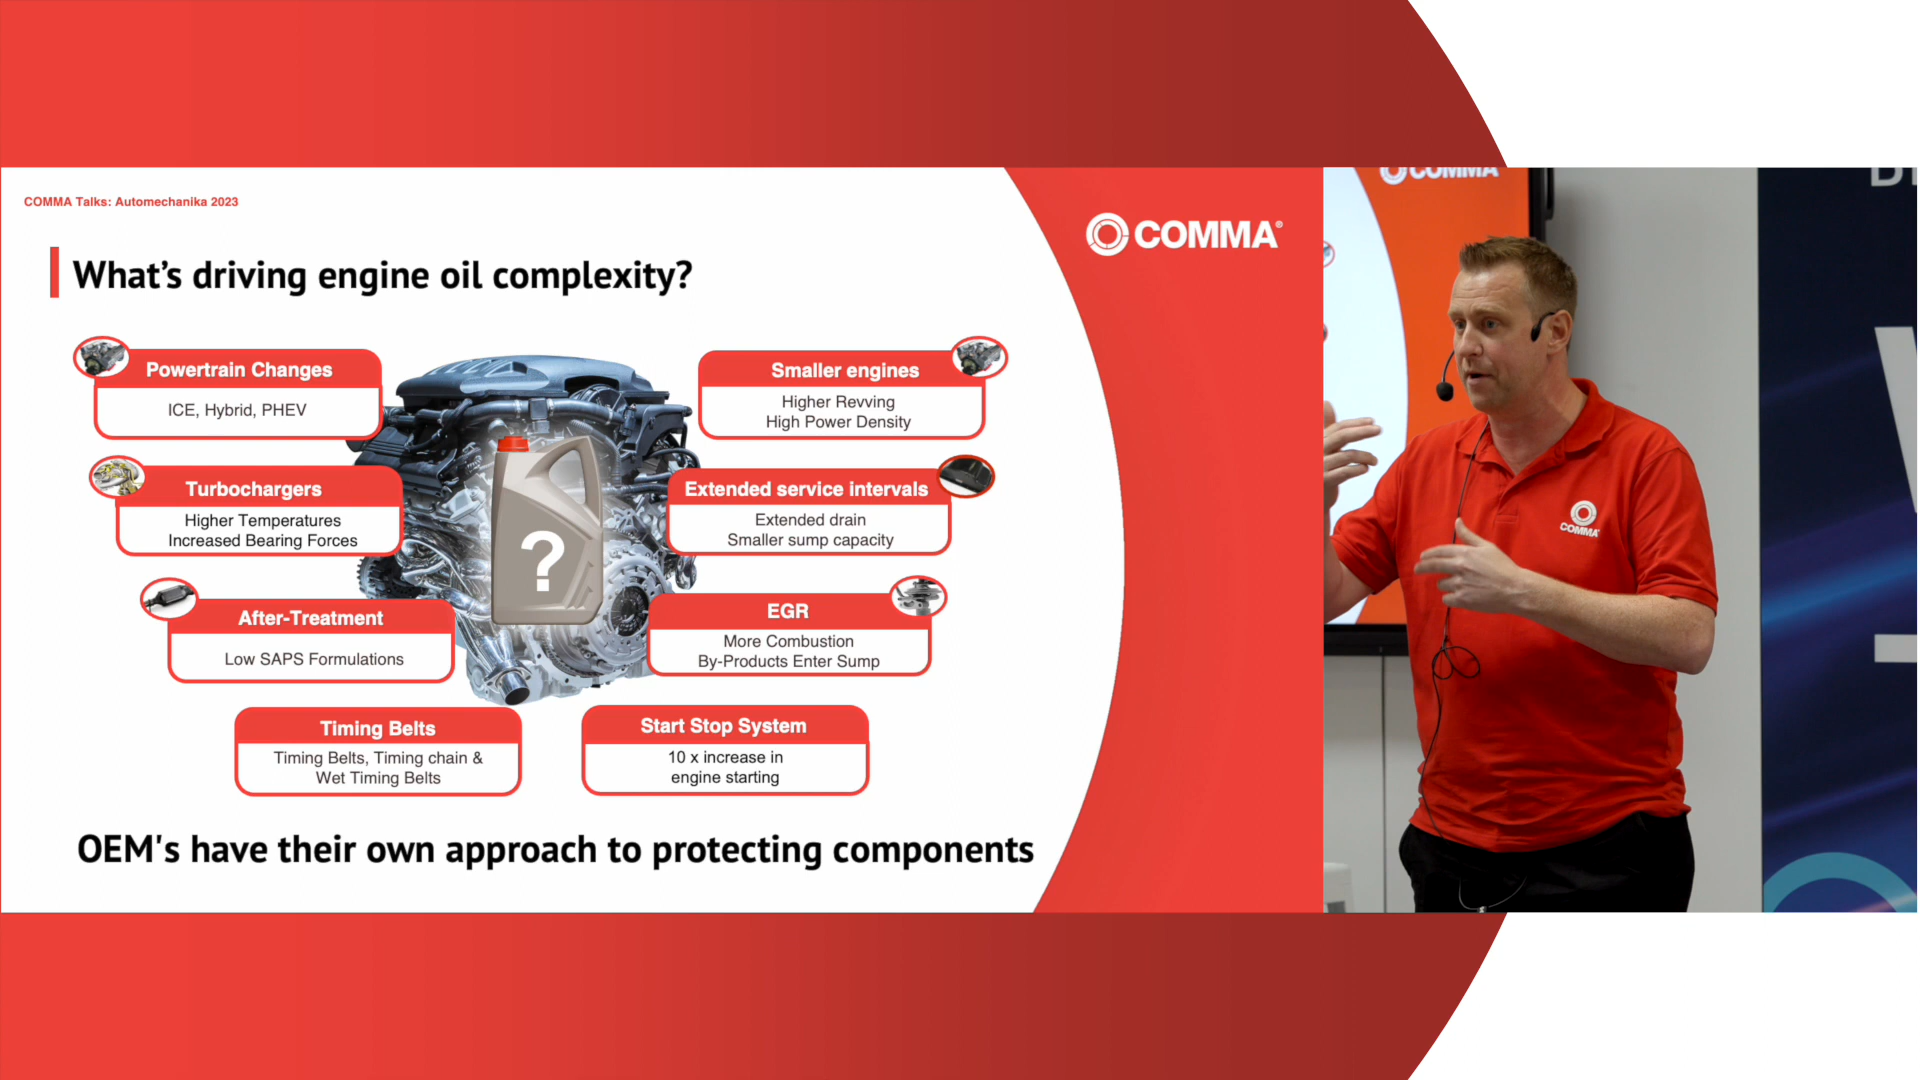 COMMA Talks: Automechanika 2023
COMMA®
What's driving engine oil complexity?
Powertrain Changes
ICE, Hybrid, PHEV
Smaller engines
Higher Revving
High Power Density
Turbochargers
Higher Temperatures
Increased Bearing Forces
Extended service intervals
Extended drain
Smaller sump capacity
?
After-Treatment
Low SAPS Formulations
EGR
More Combustion
By-Products Enter Sump
Timing Belts
Timing Belts, Timing chain &
Wet Timing Belts
Start Stop System
10 x increase in
engine starting
OEM's have their own approach to protecting components
COMMA
COMMA